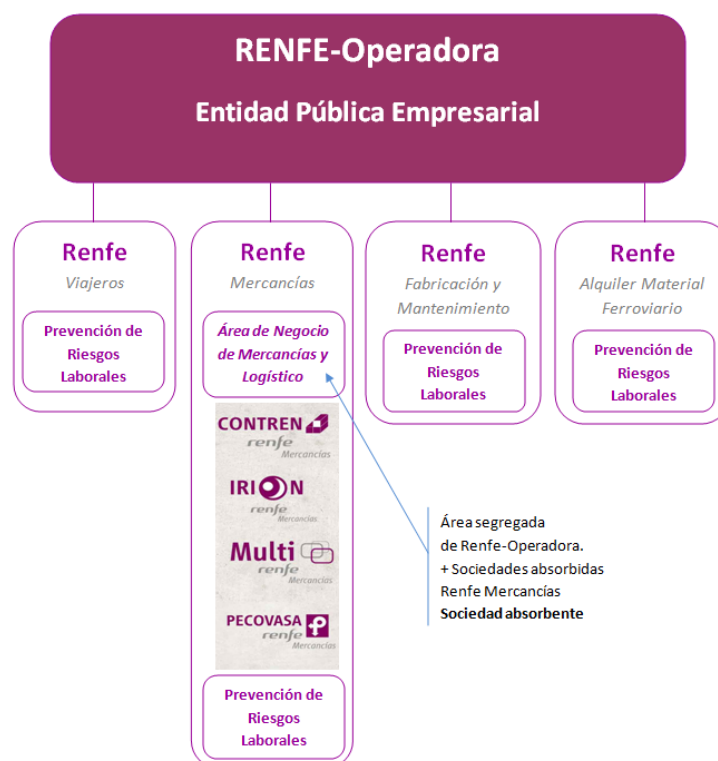 RENFE-Operadora
Entidad Pública Empresarial
Renfe
Viajeros
Prevención de
Riesgos
Laborales
Renfe
Mercancías
Área de Negocio
de Mercancías y
Logístico
CONTREN
renfe
Mercancías
IRION
renfe
Mercancías
Multi
renfe
Mercancías
PECOVASA
renfe
Mercancías
Prevención de
Riesgos
Laborales
Renfe
Fabricación y
Mantenimiento
Prevención de
Riesgos
Laborales
Renfe
Alquiler Material
Ferroviario
Prevención de
Riesgos
Laborales
Área segregada
de Renfe-Operadora.
+ Sociedades absorbidas
Renfe Mercancías
Sociedad absorbente